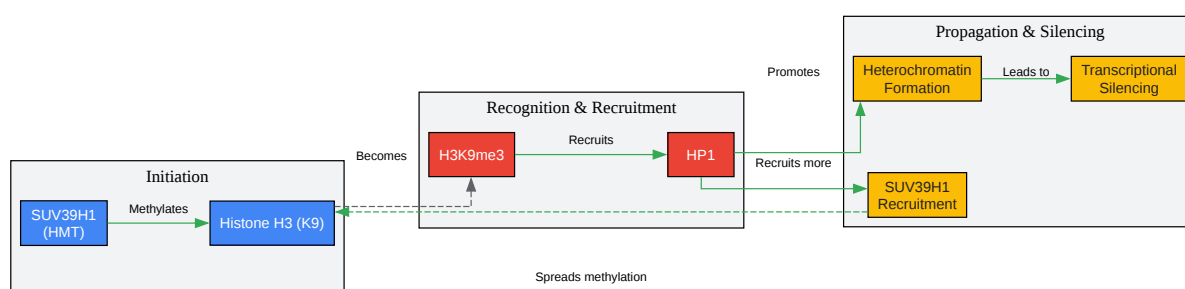 Propagation & Silencing
Heterochromatin
Formation
Leads to
Transcriptional
Silencing
Promotes
Recognition & Recruitment
H3K9me3
Recruits
HP1
Recruits more
SUV39H1
Recruitment
Becomes
Initiation
SUV39H1
(HMT)
Methylates
Histone H3 (K9)
Spreads methylation